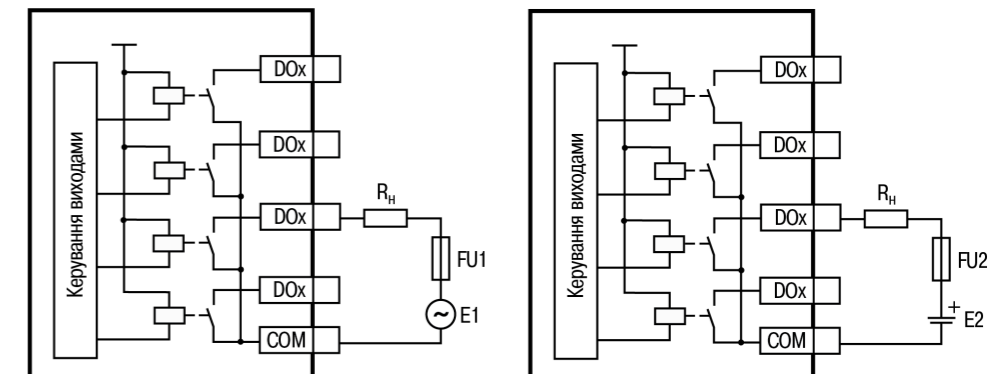 Керування виходами
DOx
DOx
DOx
DOx
COM
Rн
FU1
~
E1
Керування виходами
DOx
DOx
DOx
DOx
COM
Rн
FU2
+
E2